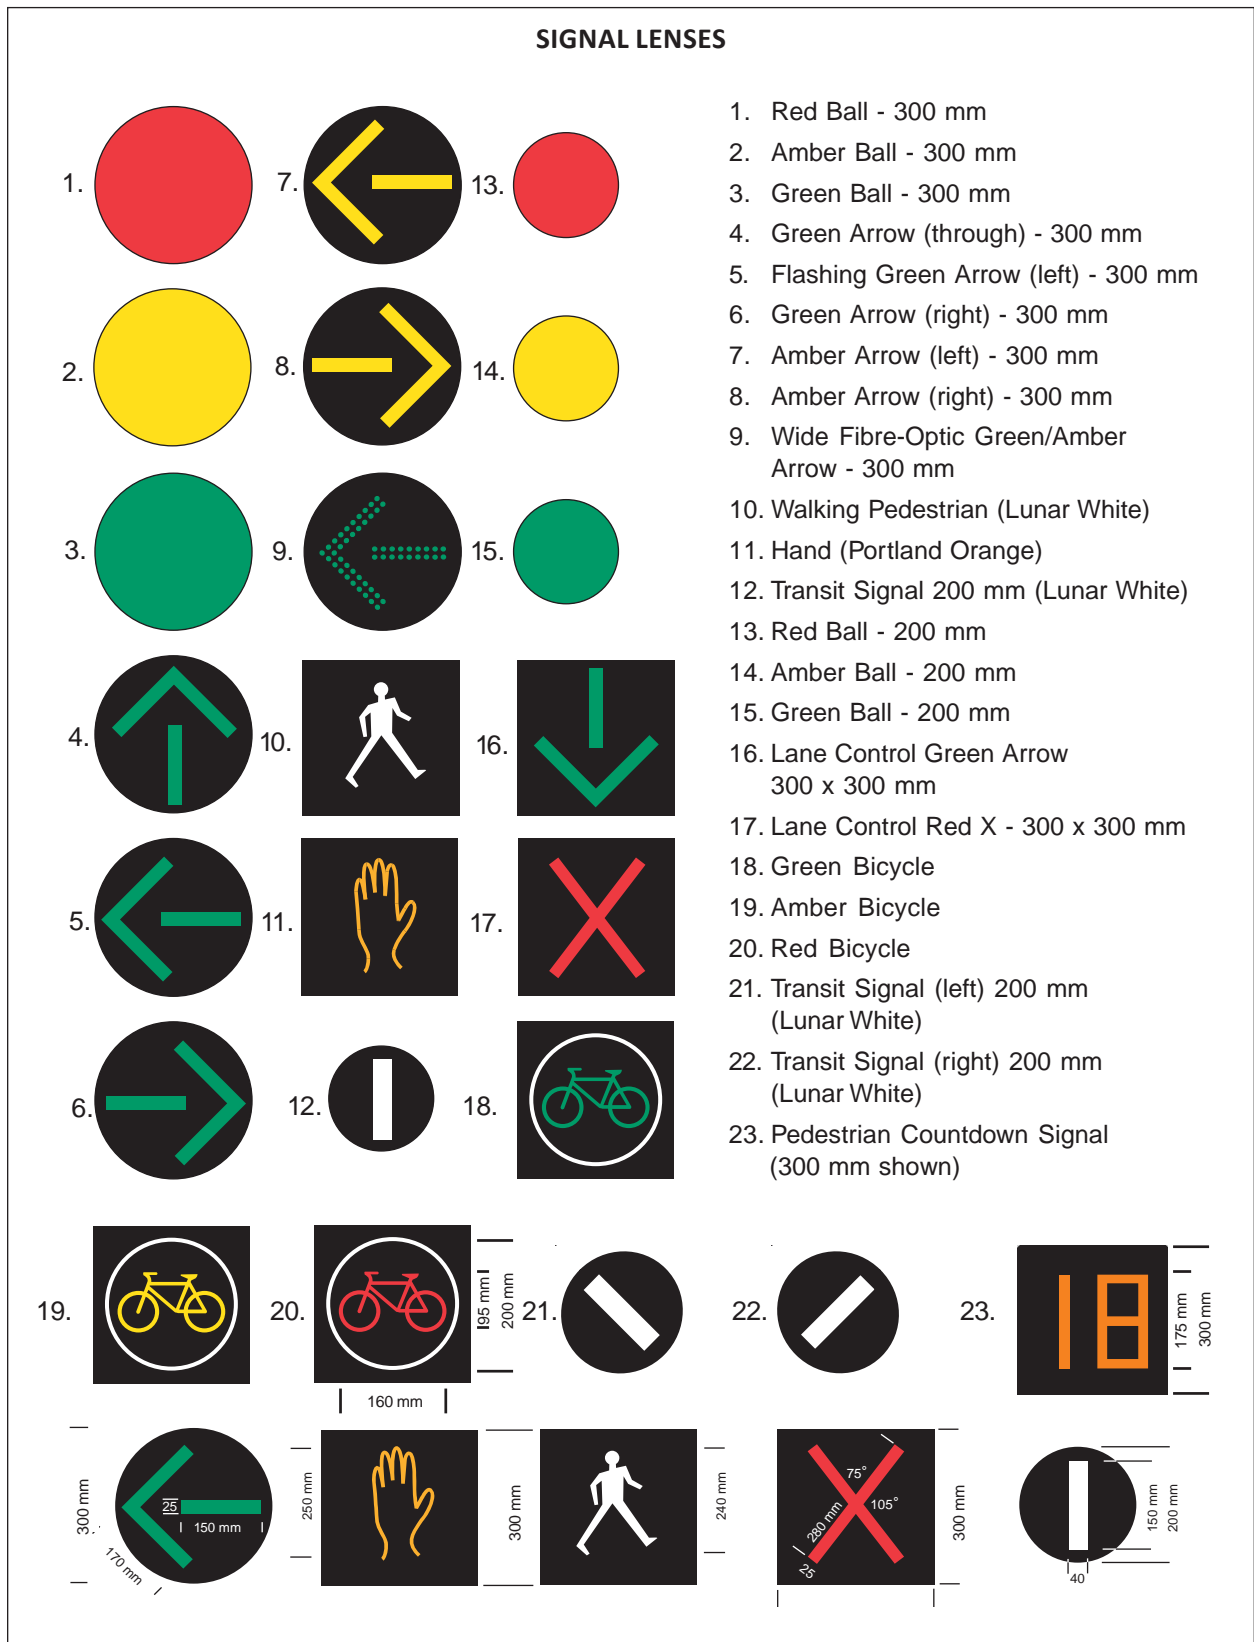 SIGNAL LENSES
1.
7.
13.
2.
8.
14.
3.
9.
15.
4.
10.
16.
5.
11.
17.
6.
12.
18.
1. Red Ball - 300 mm
2. Amber Ball - 300 mm
3. Green Ball - 300 mm
4. Green Arrow (through) - 300 mm
5. Flashing Green Arrow (left) - 300 mm
6. Green Arrow (right) - 300 mm
7. Amber Arrow (left) - 300 mm
8. Amber Arrow (right) - 300 mm
9. Wide Fibre-Optic Green/Amber
Arrow - 300 mm
10. Walking Pedestrian (Lunar White)
11. Hand (Portland Orange)
12. Transit Signal 200 mm (Lunar White)
13. Red Ball - 200 mm
14. Amber Ball - 200 mm
15. Green Ball - 200 mm
16. Lane Control Green Arrow
300 x 300 mm
17. Lane Control Red X - 300 x 300 mm
18. Green Bicycle
19. Amber Bicycle
20. Red Bicycle
21. Transit Signal (left) 200 mm
(Lunar White)
22. Transit Signal (right) 200 mm
(Lunar White)
23. Pedestrian Countdown Signal
(300 mm shown)
19.
20.
195 mm
200 mm
160 mm
21.
22.
23.
18
175 mm
300 mm
300 mm
25
150 mm
170 mm
250 mm
300 mm
240 mm
75°
105°
280 mm
25
300 mm
150 mm
200 mm
40